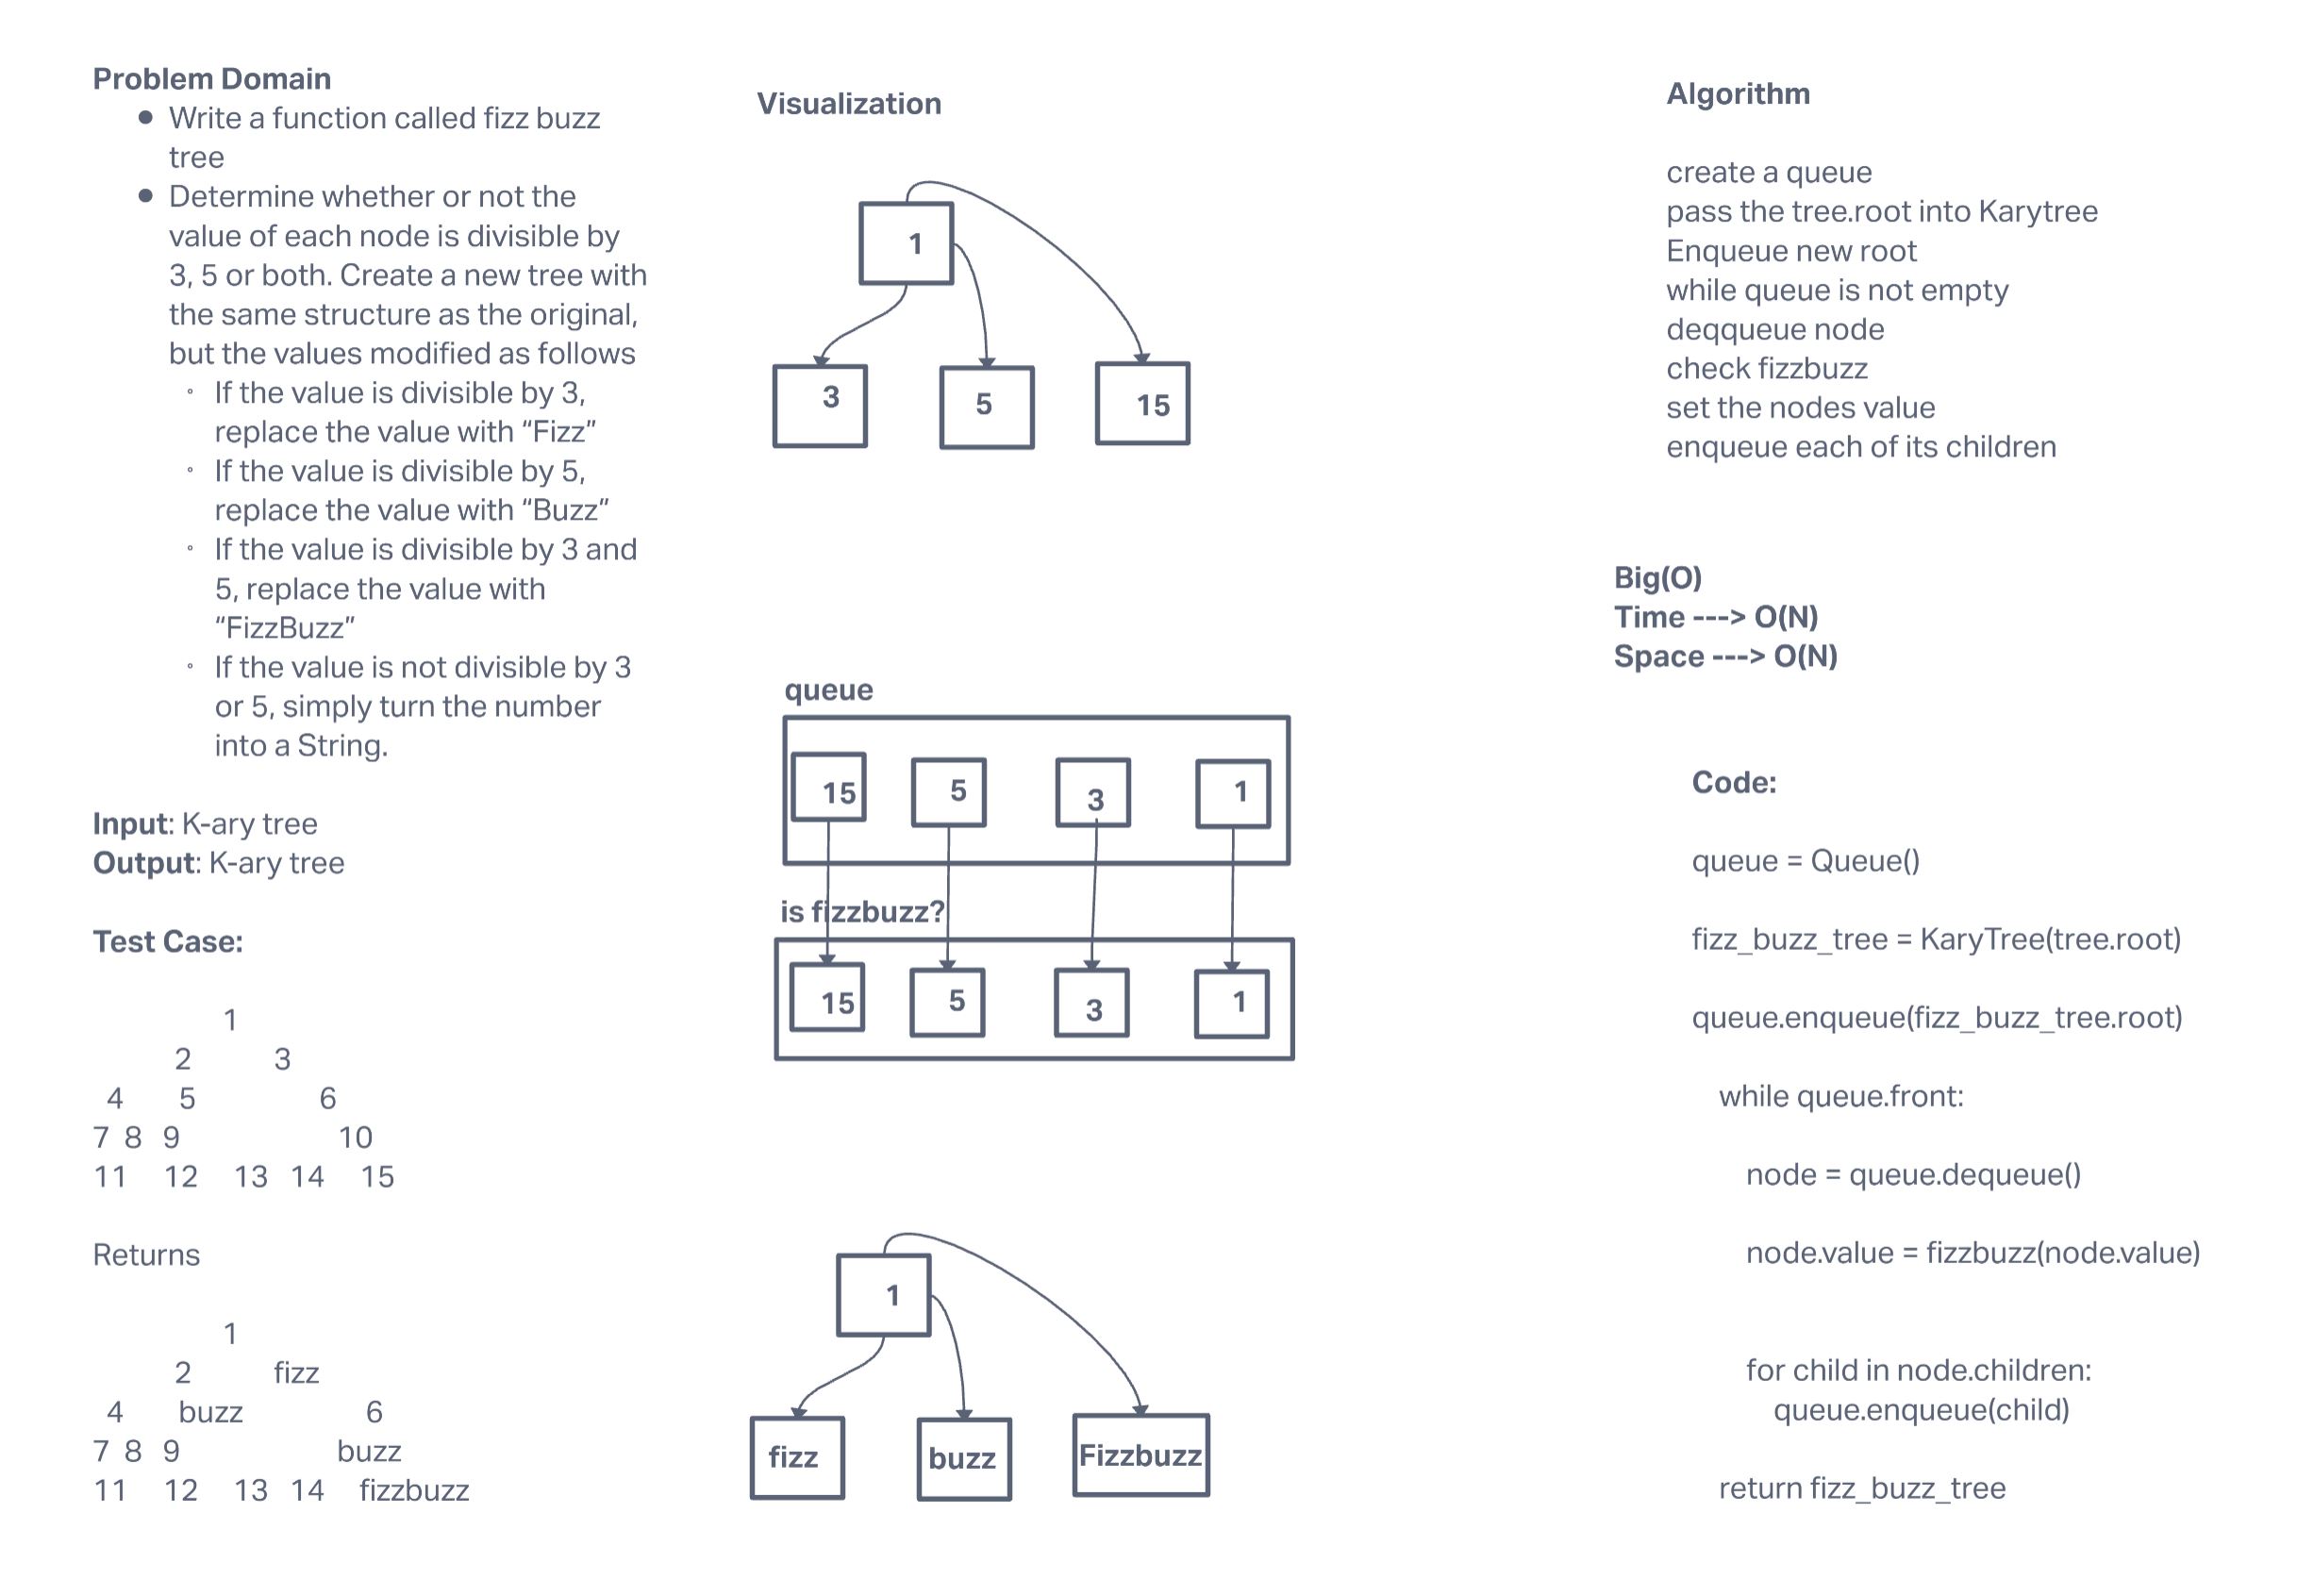 Problem Domain
• Write a function called fizz buzz
tree
• Determine whether or not the
value of each node is divisible by
3, 5 or both. Create a new tree with
the same structure as the original,
but the values modified as follows
◦ If the value is divisible by 3,
replace the value with “Fizz”
◦ If the value is divisible by 5,
replace the value with “Buzz”
◦ If the value is divisible by 3 and
5, replace the value with
“FizzBuzz”
◦ If the value is not divisible by 3
or 5, simply turn the number
into a String.
Input: K-ary tree
Output: K-ary tree
Test Case:
1
2 3
4 5 6
7 8 9 10
11 12 13 14 15
Returns
1
2 fizz
4 buzz 6
7 8 9 buzz
11 12 13 14 fizzbuzz
Visualization
1
3 5 15
queue
15 5 3 1
is fizzbuzz?
15 5 3 1
1
fizz buzz Fizzbuzz
Algorithm
create a queue
pass the tree.root into Karytree
Enqueue new root
while queue is not empty
deqqueue node
check fizzbuzz
set the nodes value
enqueue each of its children
Big(O)
Time ---> O(N)
Space ---> O(N)
Code:
queue = Queue()
fizz_buzz_tree = KaryTree(tree.root)
queue.enqueue(fizz_buzz_tree.root)
while queue.front:
node = queue.dequeue()
node.value = fizzbuzz(node.value)
for child in node.children:
queue.enqueue(child)
return fizz_buzz_tree